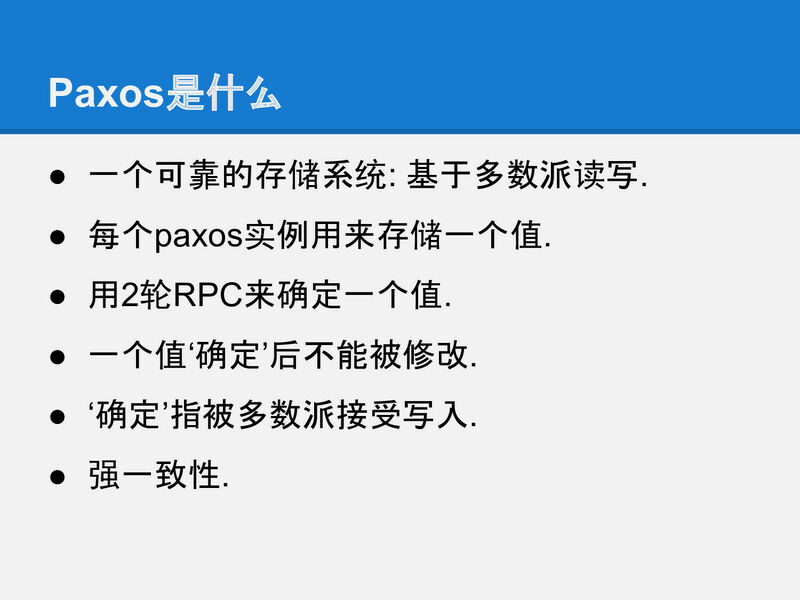 Paxos是什么
● 一个可靠的存储系统: 基于多数派读写.
● 每个paxos实例用来存储一个值.
● 用2轮RPC来确定一个值.
● 一个值‘确定’后不能被修改.
● ‘确定’指被多数派接受写入.
● 强一致性.